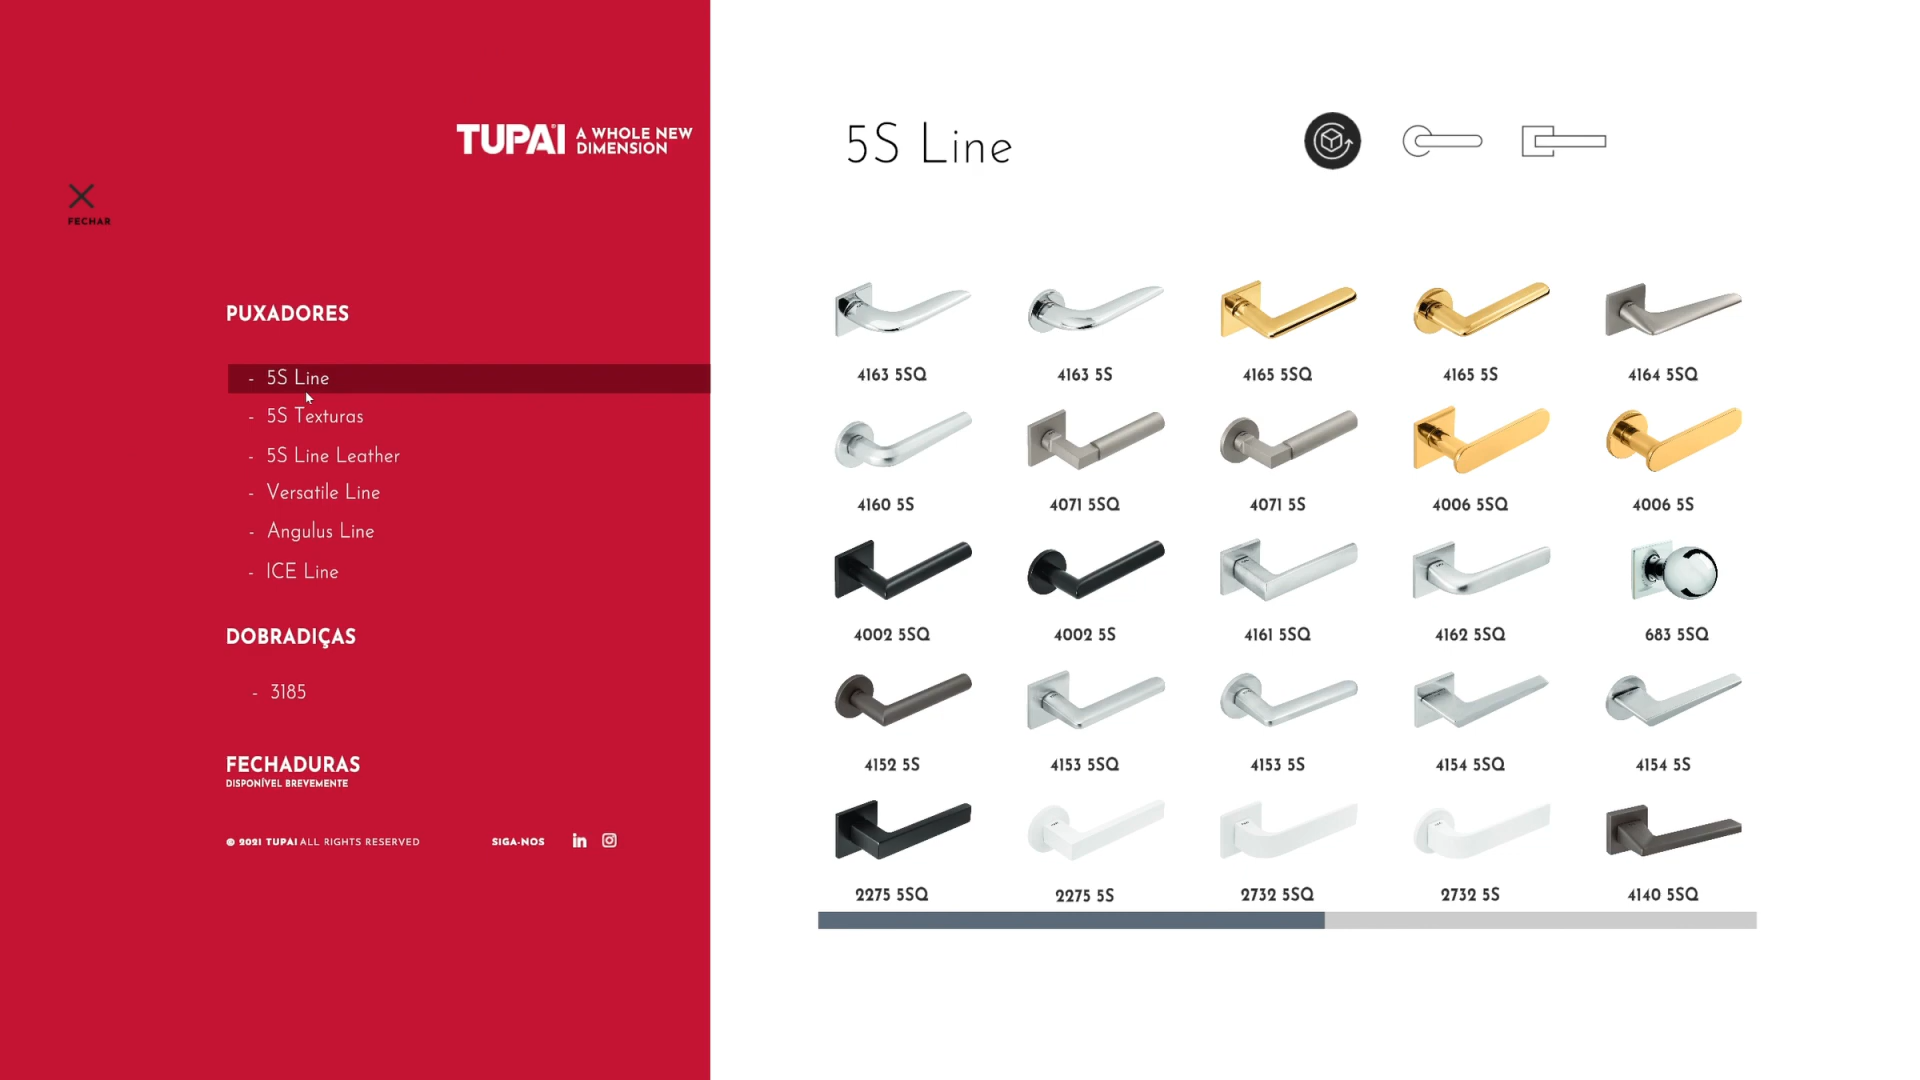 TUPAI A WHOLE NEW
DIMENSION
FECHAR
PUXADORES
- 5S Line
- 5S Texturas
- 5S Line Leather
- Versatile Line
- Angulus Line
- ICE Line
DOBRADIÇAS
- 3185
FECHADURAS
DISPONÍVEL BREVEMENTE
© 2021 TUPAI ALL RIGHTS RESERVED
SIGA-NOS
in
5S Line
4163 5SQ
4163 5S
4165 5SQ
4165 5S
4164 5SQ
4160 5S
4071 5SQ
4071 5S
4006 5SQ
4006 5S
4002 5SQ
4002 5S
4161 5SQ
4162 5SQ
683 5SQ
4152 5S
4153 5SQ
4153 5S
4154 5SQ
4154 5S
2275 5SQ
2275 5S
2732 5SQ
2732 5S
4140 5SQ